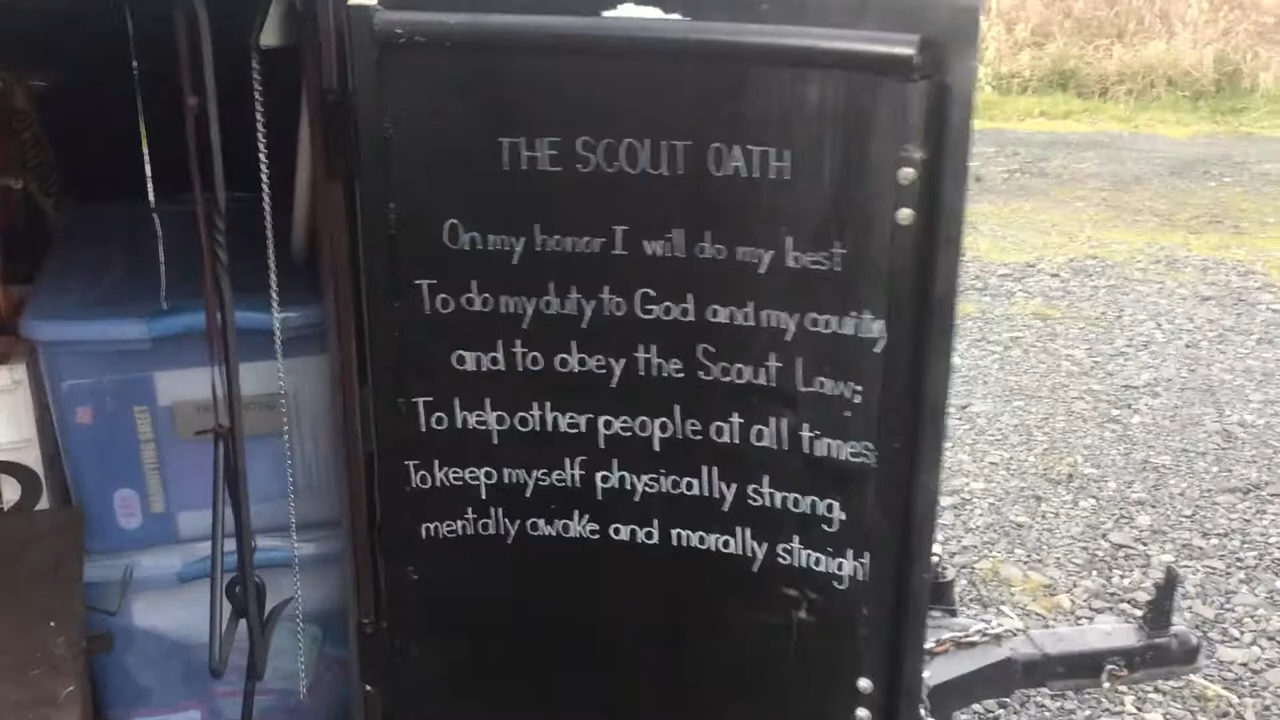 THE SCOUT OATH
On my honor I will do my best
To do my duty to God and my
and to obey the Scout Law;
To help other people at all times
To keep myself physically strong,
mentally awake and morally straight